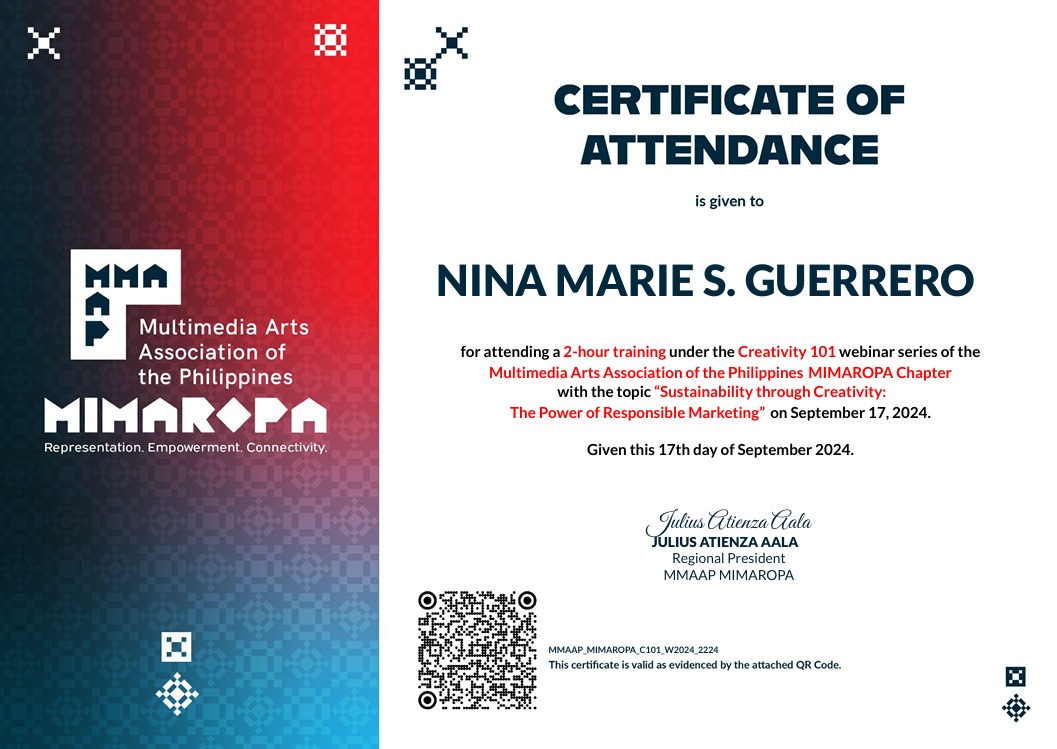 MMA
A
P
Multimedia Arts
Association of
the Philippines
MIMAROPA
Representation. Empowerment. Connectivity.
CERTIFICATE OF
ATTENDANCE
is given to
NINA MARIE S. GUERRERO
for attending a 2-hour training under the Creativity 101 webinar series of the
Multimedia Arts Association of the Philippines MIMAROPA Chapter
with the topic “Sustainability through Creativity:
The Power of Responsible Marketing” on September 17, 2024.
Given this 17th day of September 2024.
Julius Atienza Aala
JULIUS ATIENZA AALA
Regional President
MMAAP MIMAROPA
MMAAP_MIMAROPA_C101_W2024_2224
This certificate is valid as evidenced by the attached QR Code.